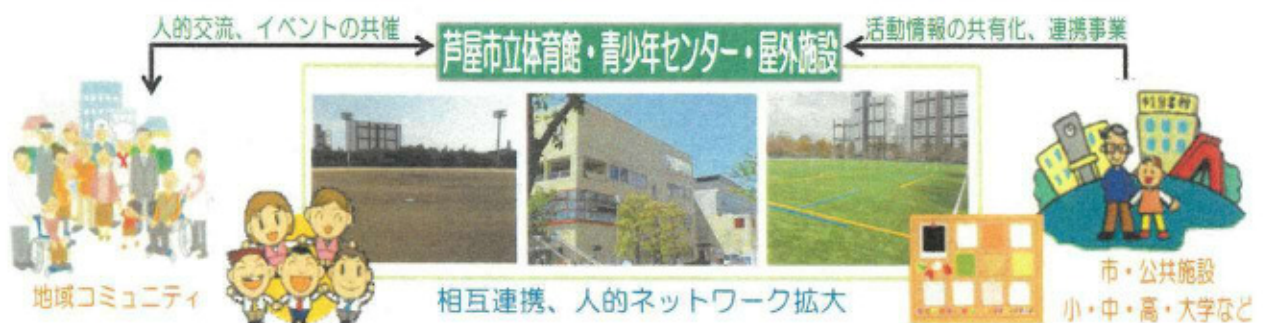 人的交流、イベントの共催
芦屋市立体育館・青少年センター・屋外施設
活動情報の共有化、連携事業
地域コミュニティ
相互連携、人的ネットワーク拡大
市・公共施設
小・中・高・大学など